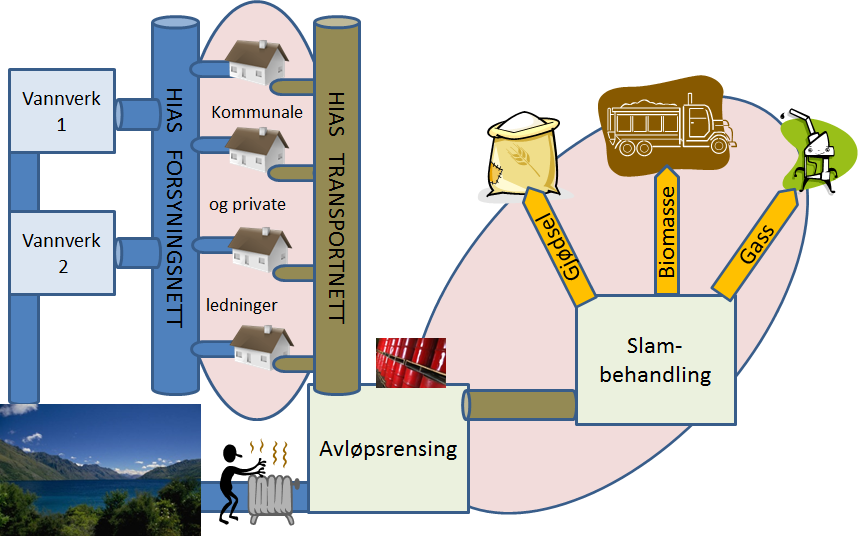 Vannverk
1
Vannverk
2
HIAS FORSYNINGSNETT
Kommunale
og private
ledninger
HIAS TRANSPORTNETT
Avløpsrensing
Slam-
behandling
Gjødsel
Biomasse
Gass